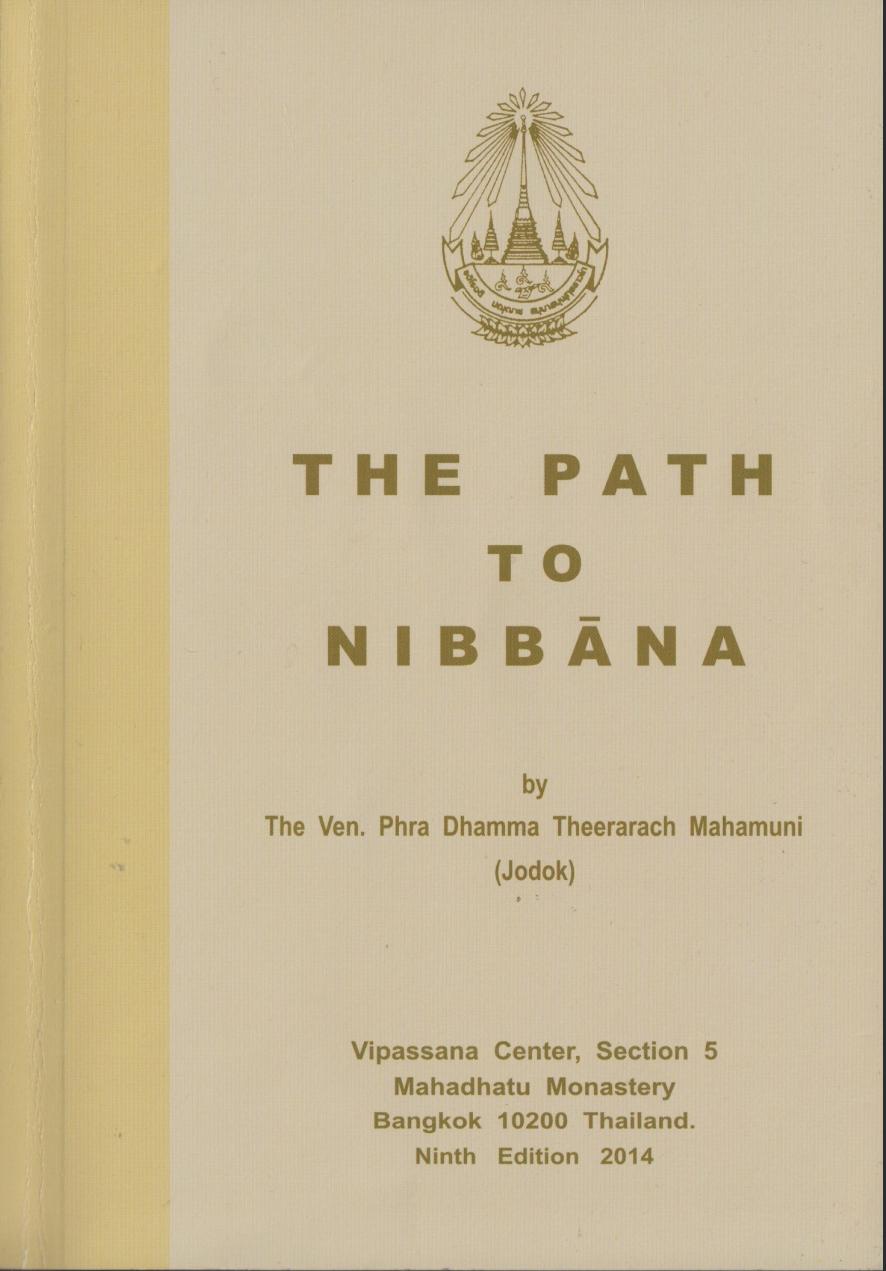 THE PATH
TO
NIBBĀNA
by
The Ven. Phra Dhamma Theerarach Mahamuni
(Jodok)
Vipassana Center, Section 5
Mahadhatu Monastery
Bangkok 10200 Thailand.
Ninth Edition 2014